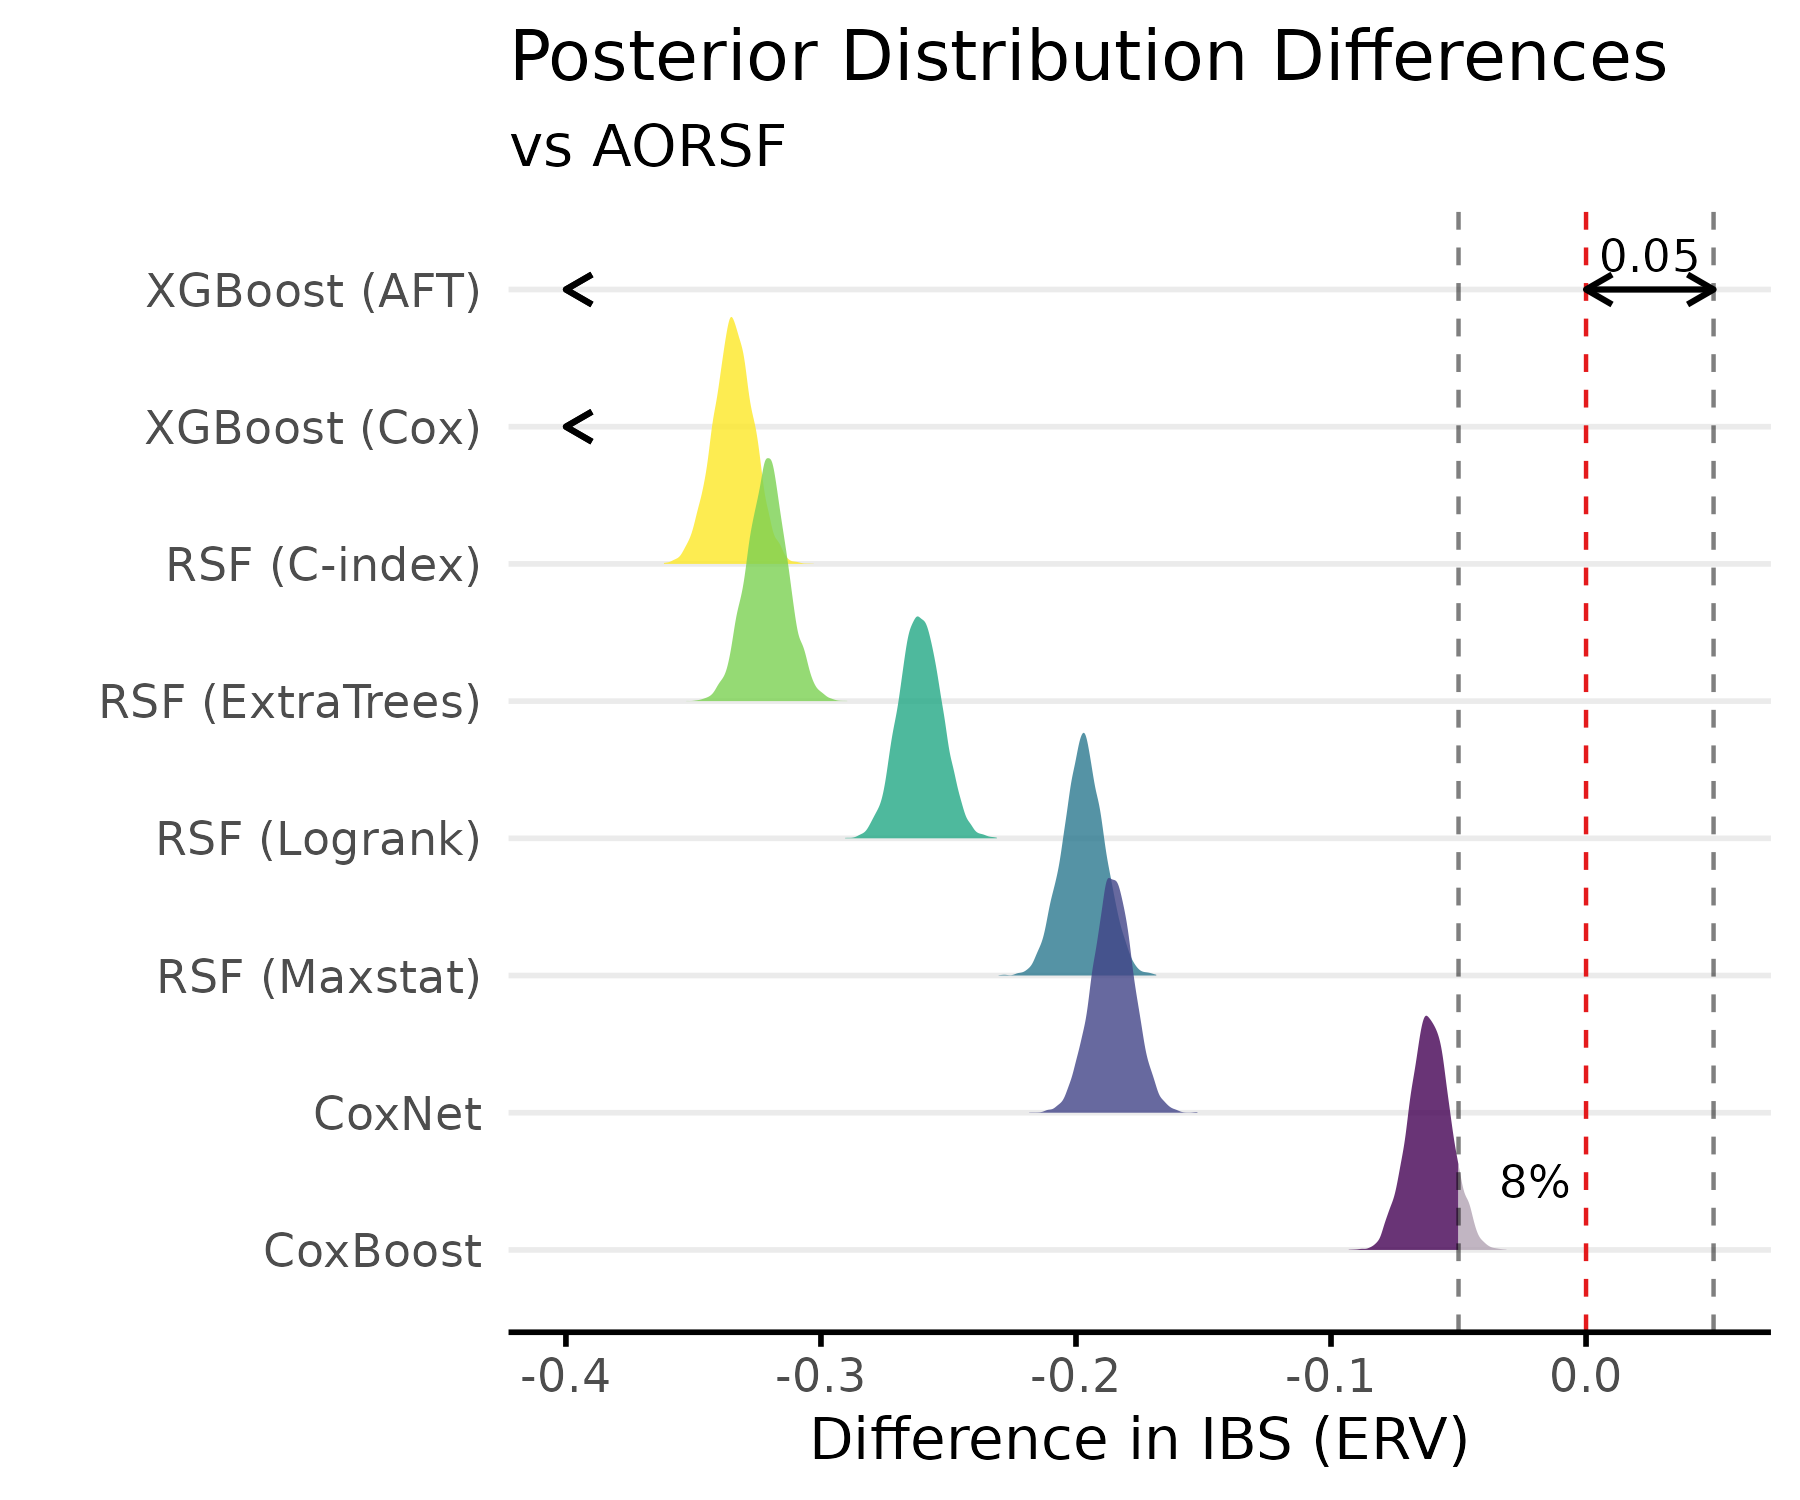 Posterior Distribution Differences
vs AORSF
0.05
XGBoost (AFT)
XGBoost (Cox)
RSF (C-index)
RSF (ExtraTrees)
RSF (Logrank)
RSF (Maxstat)
CoxNet
8%
CoxBoost
-0.4 -0.3 -0.2 -0.1 0.0
Difference in IBS (ERV)